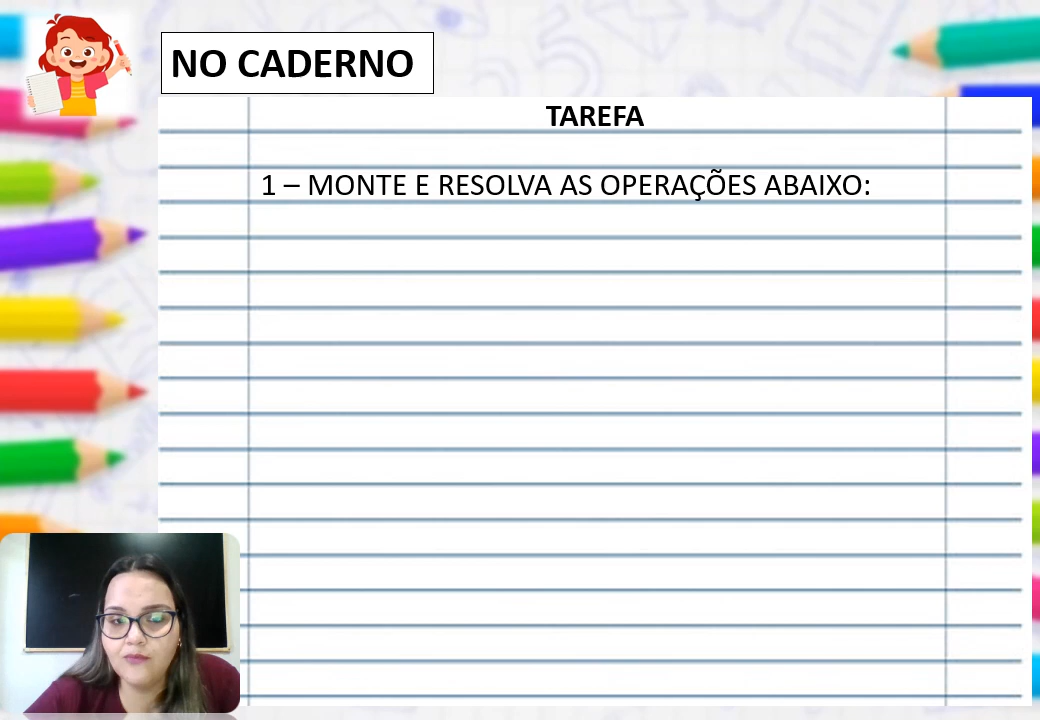 NO CADERNO
TAREFA
1 – MONTE E RESOLVA AS OPERAÇÕES ABAIXO: